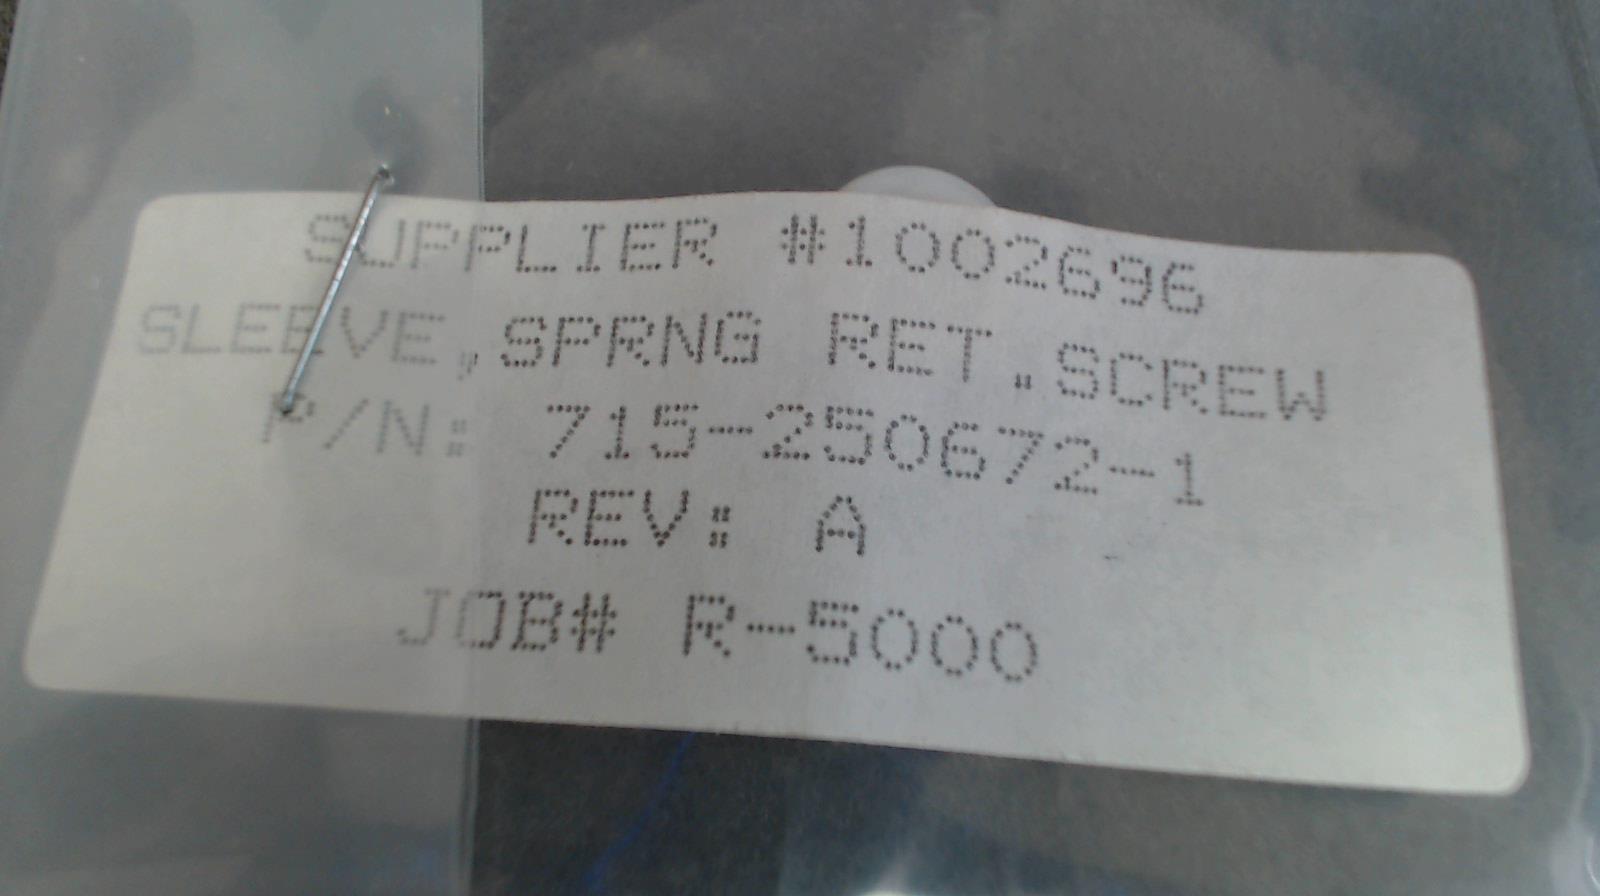 SUPPLIER #1002696
SLEEVE,SPRNG RET.SCREW
P/N: 715-250672-1
REV: A
JOB# R-5000